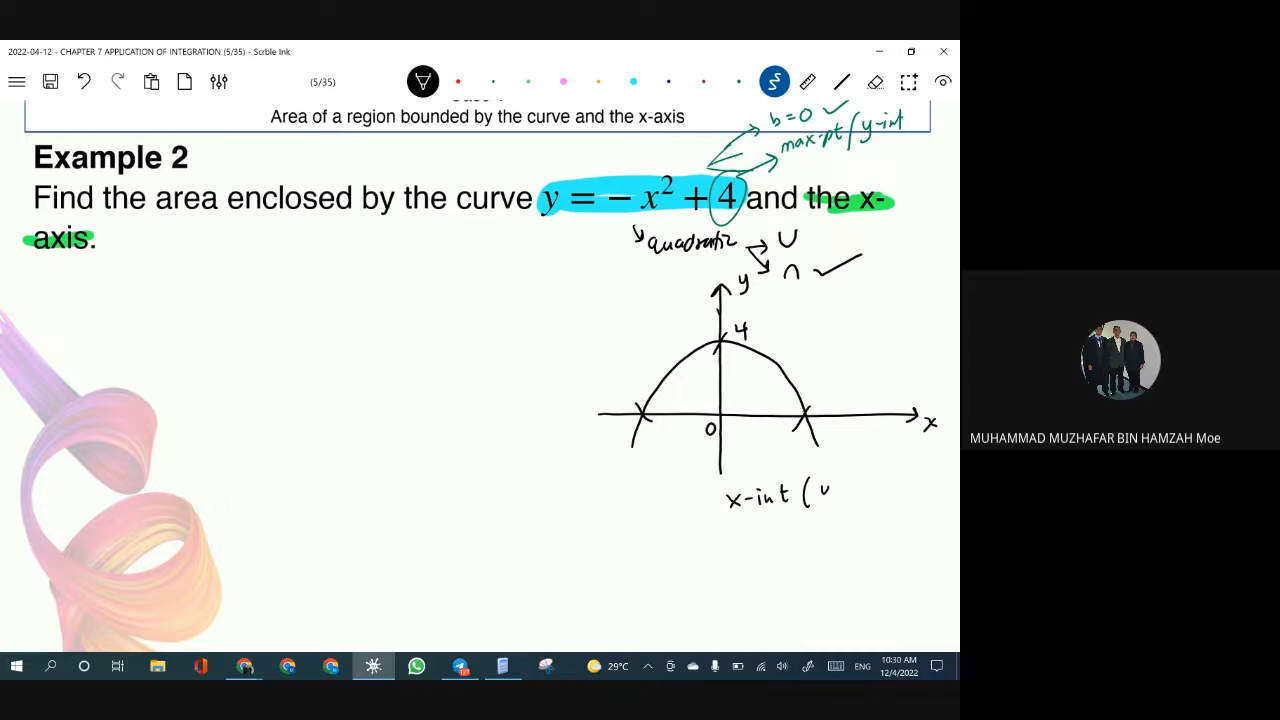 2022-04-12 - CHAPTER 7 APPLICATION OF INTEGRATION (5/35) - Scrble Ink
(5/35)
Area of a region bounded by the curve and the x-axis
b=0 ✓
max-pt/y-int
Example 2
Find the area enclosed by the curve y = − x² + 4 and the x-
axis.
quadratic → ∪
∩ ✓
y
4
0
x
x-int (
MUHAMMAD MUZHAFAR BIN HAMZAH Moe
127
29°C
ENG
10:30 AM
12/4/2022